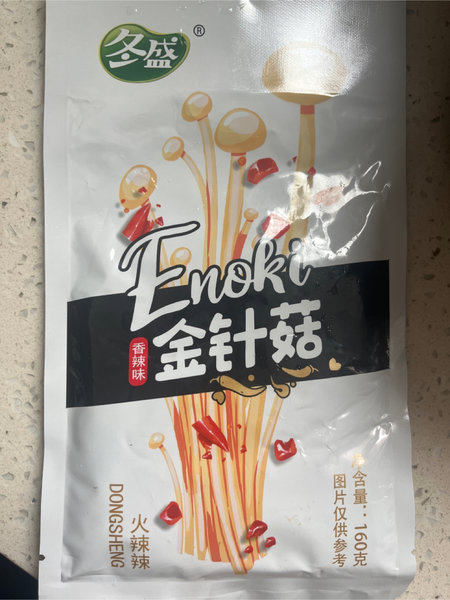 冬盛®
Enoki
香辣味
金针菇
火辣辣
DONGSHENG
含量：160克
图片仅供参考